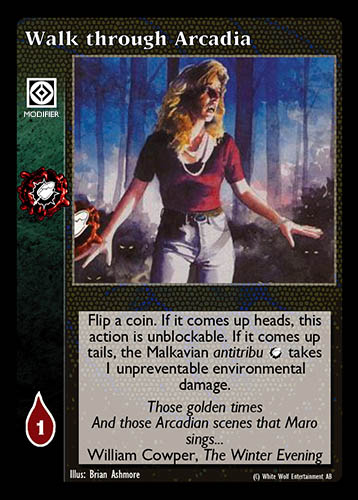 Walk through Arcadia
MODIFIER
Flip a coin. If it comes up heads, this
action is unblockable. If it comes up
tails, the Malkavian antitribu takes
1 unpreventable environmental
damage.
Those golden times
And those Arcadian scenes that Maro
sings...
William Cowper, The Winter Evening
1
Illus: Brian Ashmore
(C) White Wolf Entertainment AB